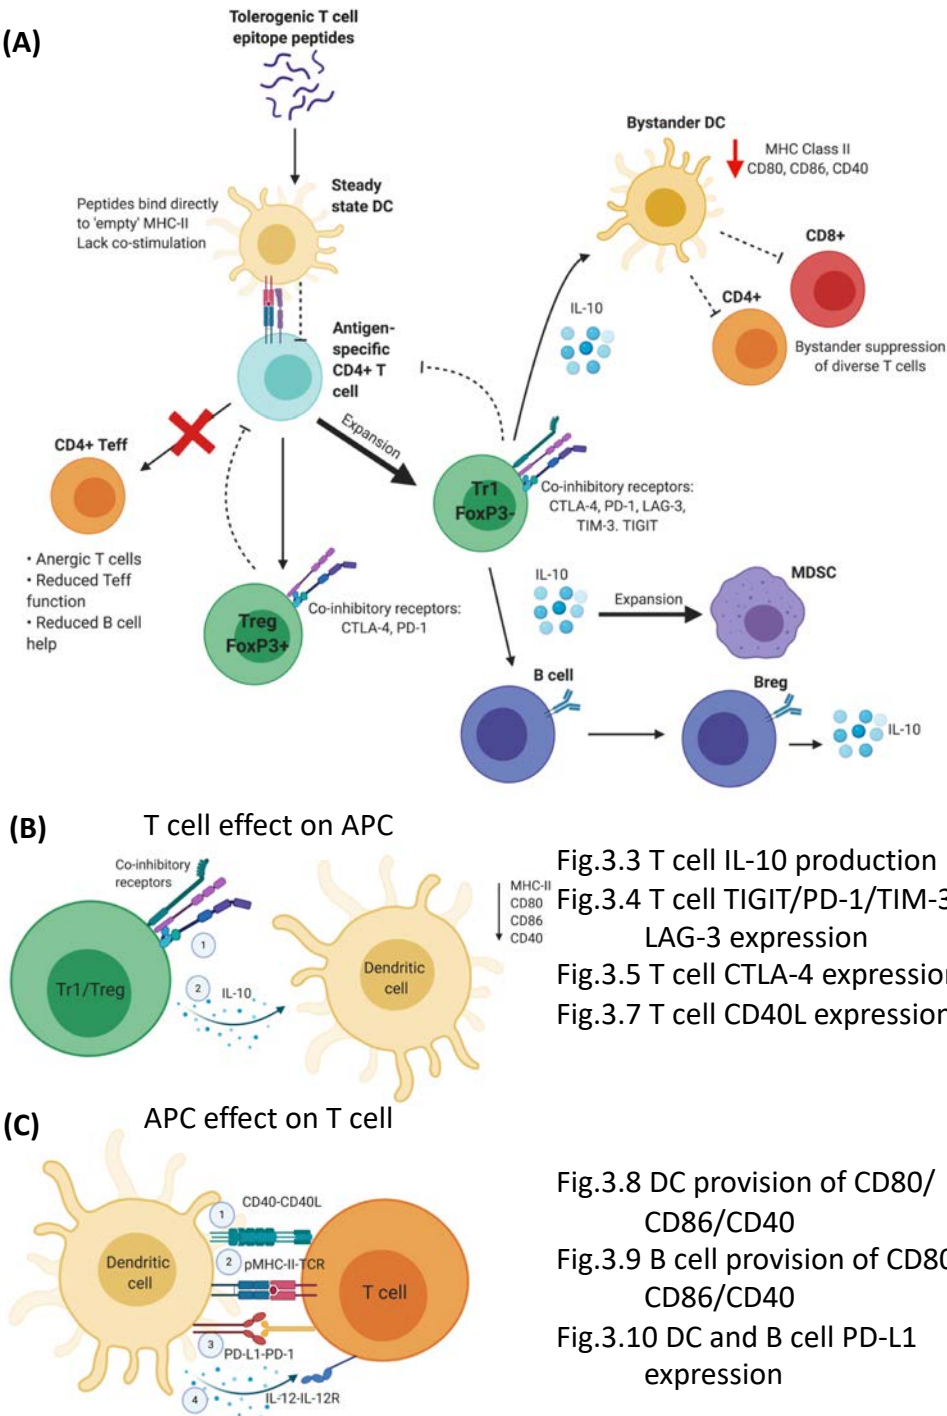 (A)
Tolerogenic T cell
epitope peptides
Peptides bind directly
to 'empty' MHC-II
Lack co-stimulation
Steady
state DC
Bystander DC
MHC Class II
CD80, CD86, CD40
CD8+
CD4+
Bystander suppression
of diverse T cells
IL-10
Antigen-
specific
CD4+ T
cell
Expansion
CD4+ Teff
• Anergic T cells
• Reduced Teff
function
• Reduced B cell
help
Treg
FoxP3+
Co-inhibitory receptors:
CTLA-4, PD-1
Tr1
FoxP3-
Co-inhibitory receptors:
CTLA-4, PD-1, LAG-3,
TIM-3. TIGIT
IL-10
Expansion
MDSC
B cell
Breg
IL-10
(B)
T cell effect on APC
Co-inhibitory
receptors
1
2
IL-10
Tr1/Treg
Dendritic
cell
MHC-II
CD80
CD86
CD40
Fig.3.3 T cell IL-10 production
Fig.3.4 T cell TIGIT/PD-1/TIM-3
LAG-3 expression
Fig.3.5 T cell CTLA-4 expression
Fig.3.7 T cell CD40L expression
(C)
APC effect on T cell
Dendritic
cell
1
CD40-CD40L
2
pMHC-II-TCR
3
PD-L1-PD-1
4
IL-12-IL-12R
T cell
Fig.3.8 DC provision of CD80/
CD86/CD40
Fig.3.9 B cell provision of CD80
CD86/CD40
Fig.3.10 DC and B cell PD-L1
expression